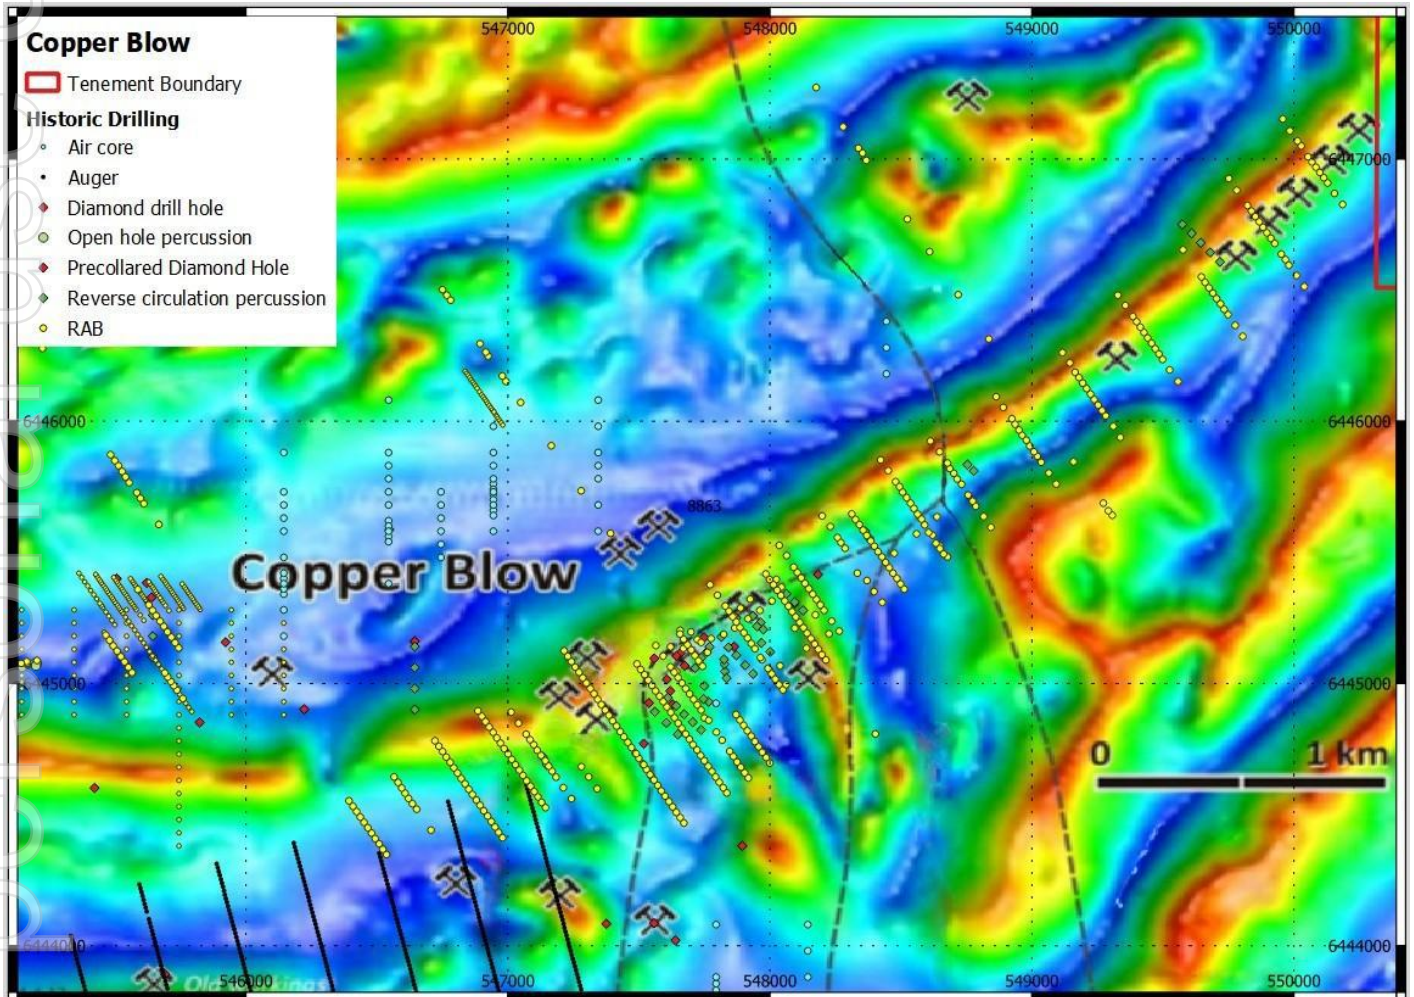 Copper Blow
Tenement Boundary
Historic Drilling
Air core
Auger
Diamond drill hole
Open hole percussion
Precollared Diamond Hole
Reverse circulation percussion
RAB
547000
548000
549000
550000
6447000
6447000
6446000
6446000
8863
Copper Blow
6445000
6445000
0
1 km
6444000
6444000
546000
547000
548000
549000
550000